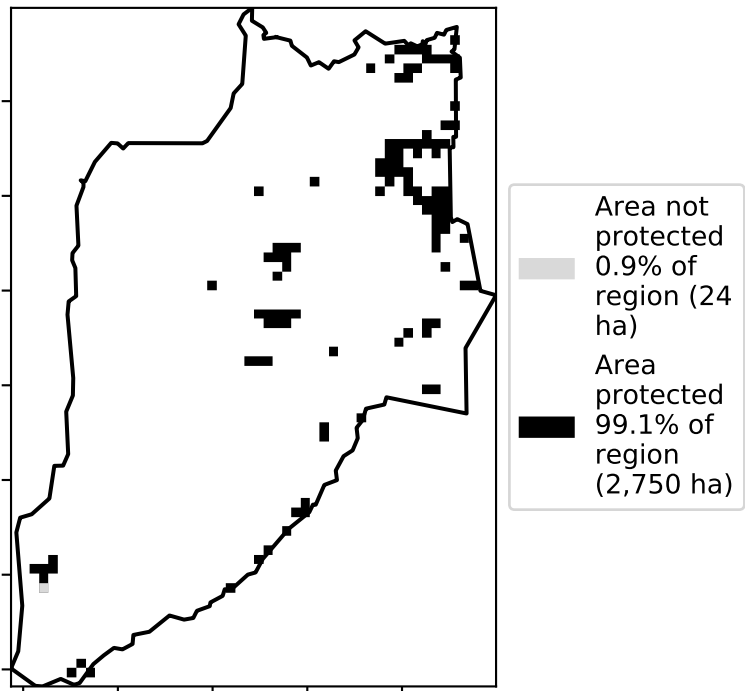 Area not
protected
0.9% of
region (24
ha)
Area
protected
99.1% of
region
(2,750 ha)